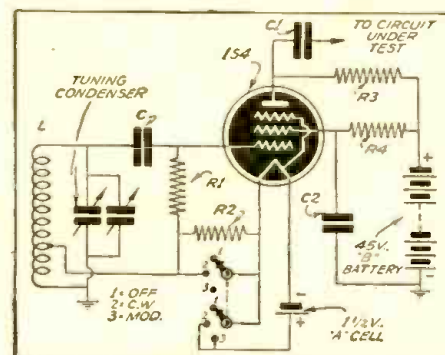 C1
TO CIRCUIT
UNDER
TEST
1S4
TUNING
CONDENSER
R3
L
C
R4
R1
C2
R2
45V.
"B"
BATTERY
1
2
3
1 = OFF
2 = C.W.
3 = MOD.
1
2
3
1½V.
"A" CELL